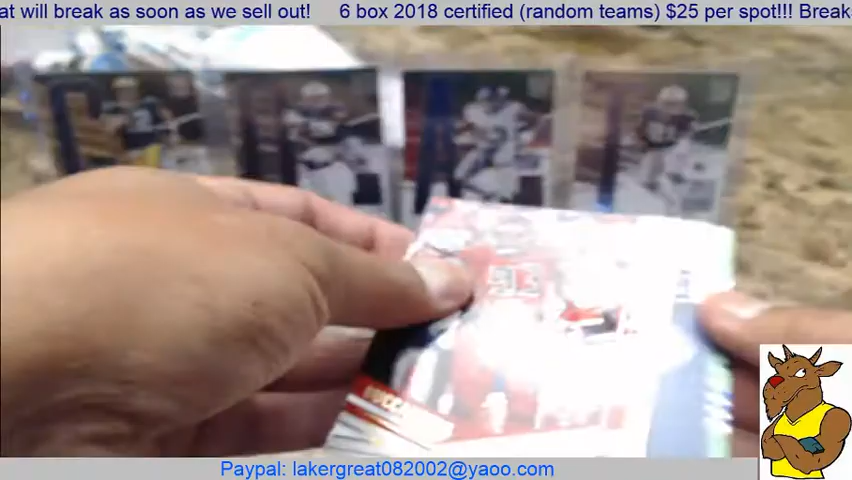 at will break as soon as we sell out! 6 box 2018 certified (random teams) $25 per spot!!! Break
93
Paypal: lakergreat082002@yaoo.com